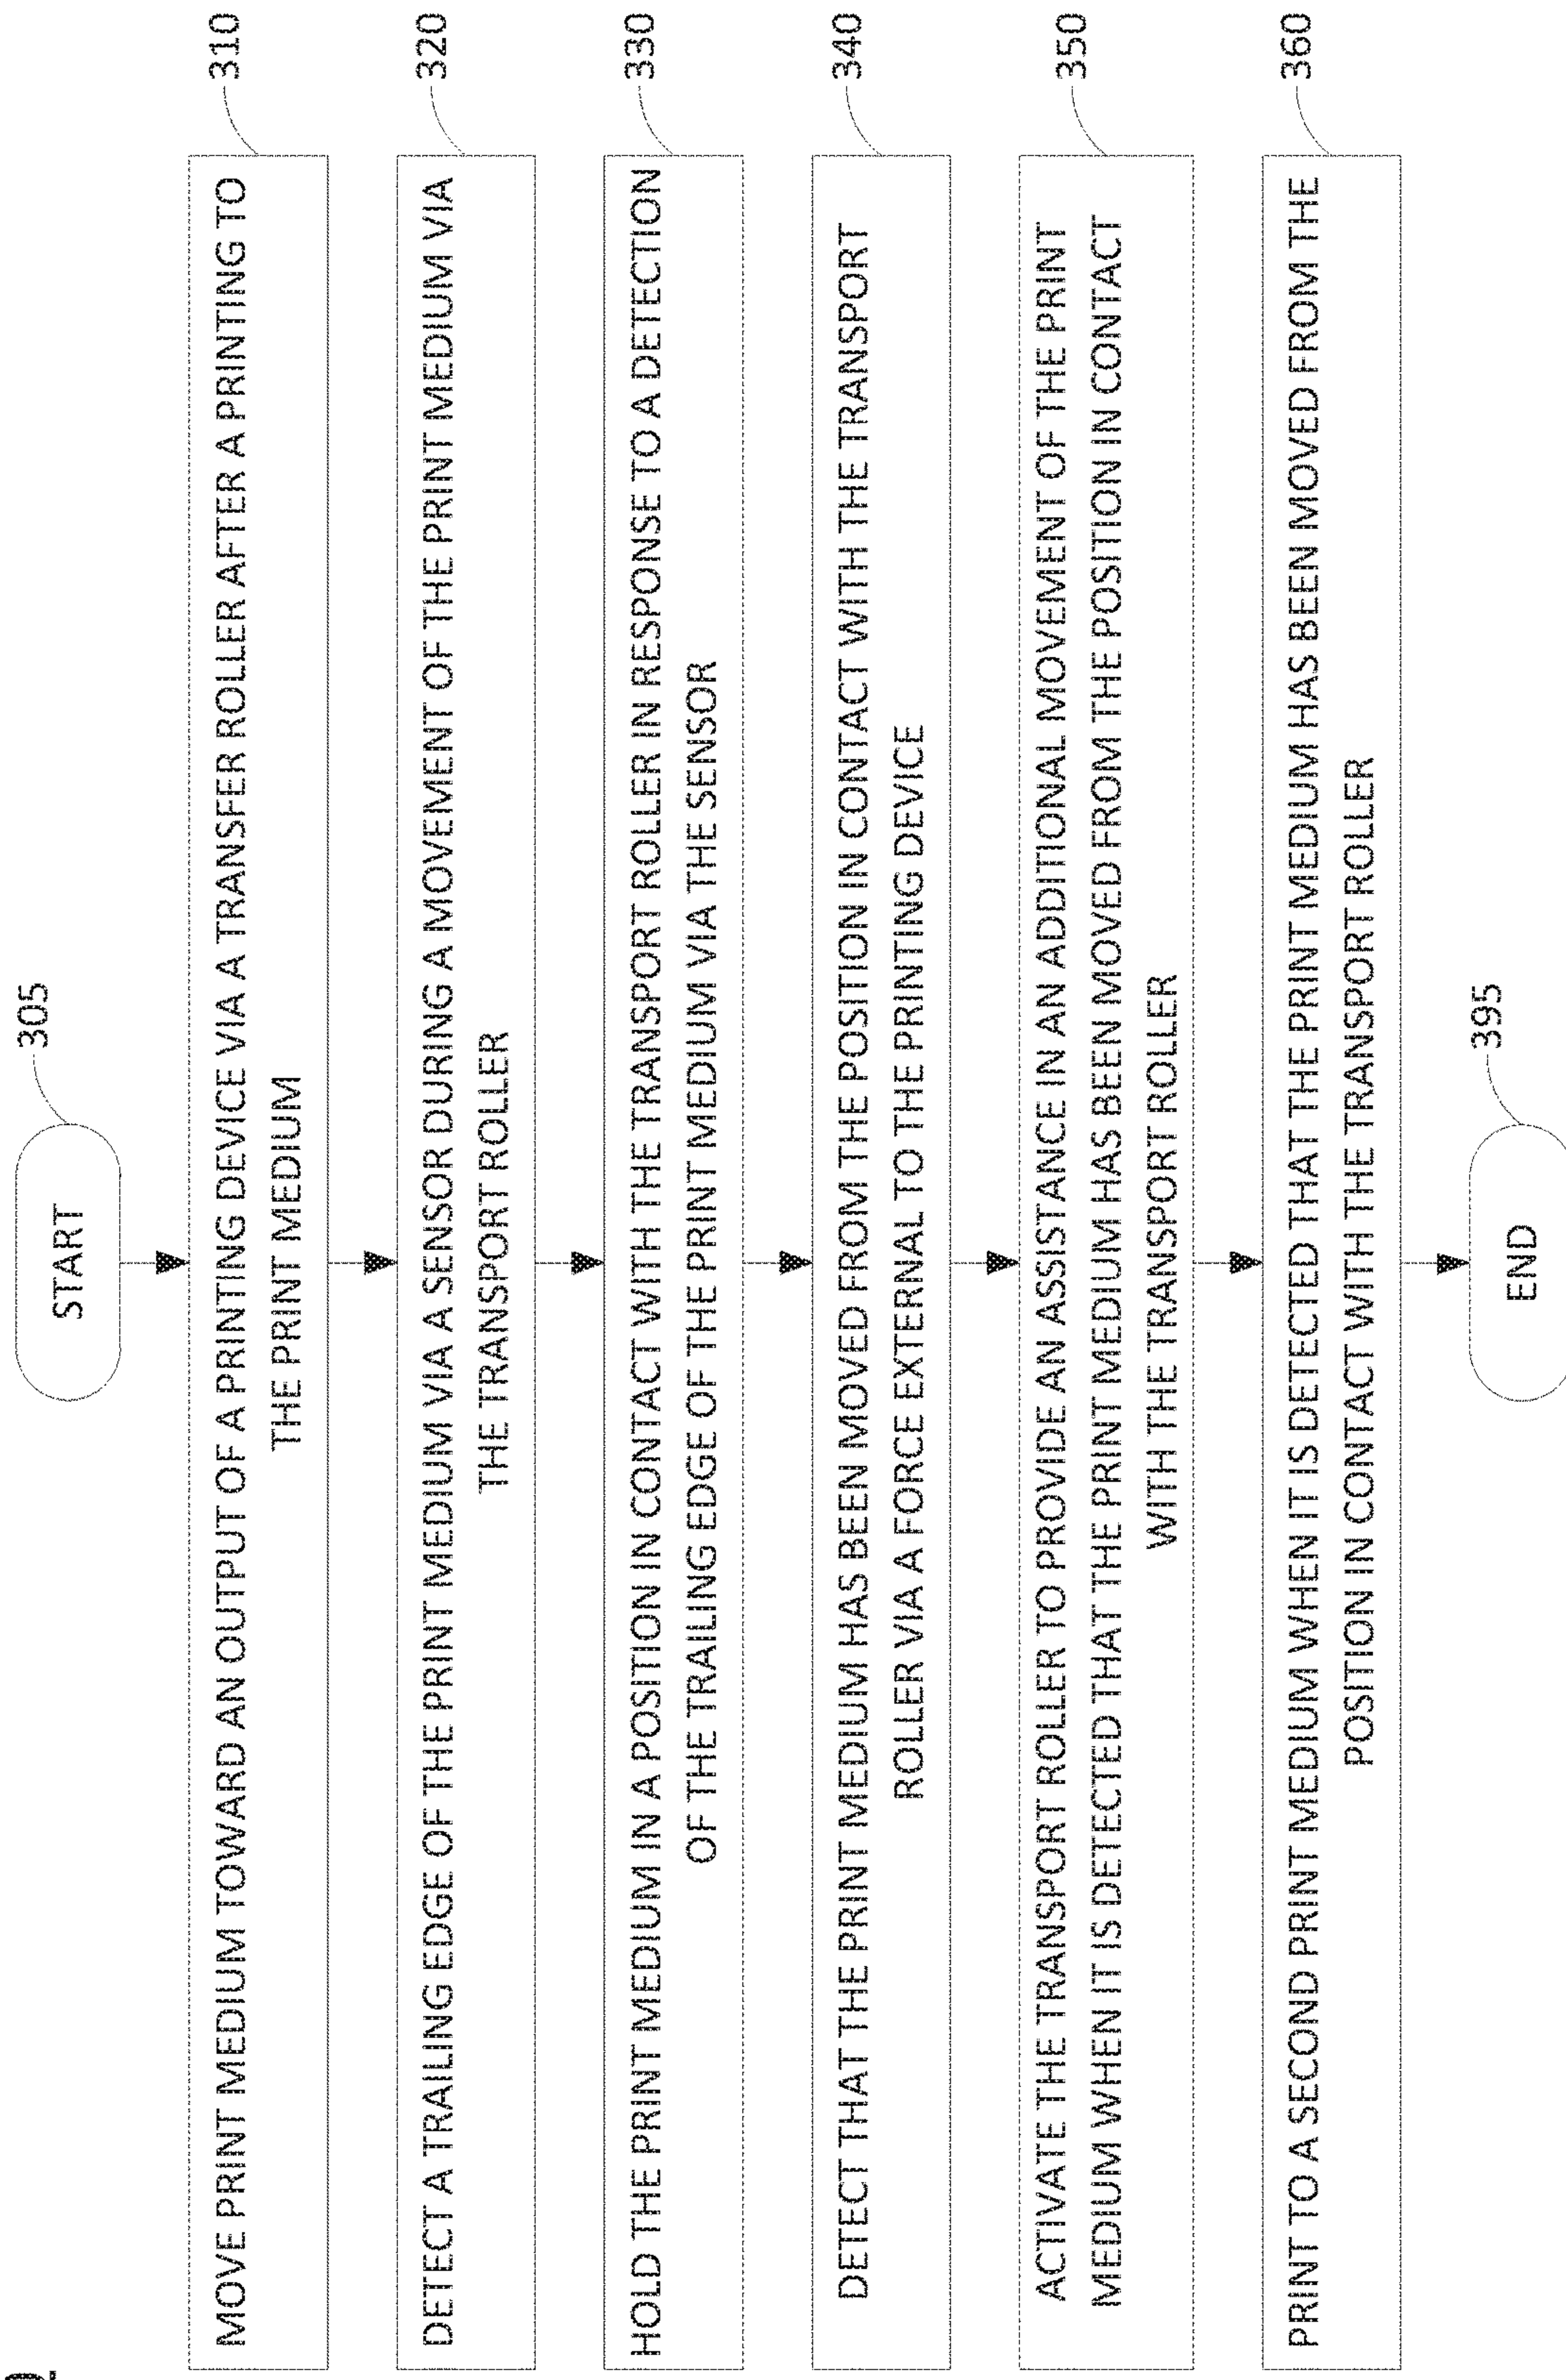 START
305
MOVE PRINT MEDIUM TOWARD AN OUTPUT OF A PRINTING DEVICE VIA A TRANSFER ROLLER AFTER A PRINTING TO
THE PRINT MEDIUM
310
DETECT A TRAILING EDGE OF THE PRINT MEDIUM VIA A SENSOR DURING A MOVEMENT OF THE PRINT MEDIUM VIA
THE TRANSPORT ROLLER
320
HOLD THE PRINT MEDIUM IN A POSITION IN CONTACT WITH THE TRANSPORT ROLLER IN RESPONSE TO A DETECTION
OF THE TRAILING EDGE OF THE PRINT MEDIUM VIA THE SENSOR
330
DETECT THAT THE PRINT MEDIUM HAS BEEN MOVED FROM THE POSITION IN CONTACT WITH THE TRANSPORT
ROLLER VIA A FORCE EXTERNAL TO THE PRINTING DEVICE
340
ACTIVATE THE TRANSPORT ROLLER TO PROVIDE AN ASSISTANCE IN AN ADDITIONAL MOVEMENT OF THE PRINT
MEDIUM WHEN IT IS DETECTED THAT THE PRINT MEDIUM HAS BEEN MOVED FROM THE POSITION IN CONTACT
WITH THE TRANSPORT ROLLER
350
PRINT TO A SECOND PRINT MEDIUM WHEN IT IS DETECTED THAT THE PRINT MEDIUM HAS BEEN MOVED FROM THE
POSITION IN CONTACT WITH THE TRANSPORT ROLLER
360
END
395